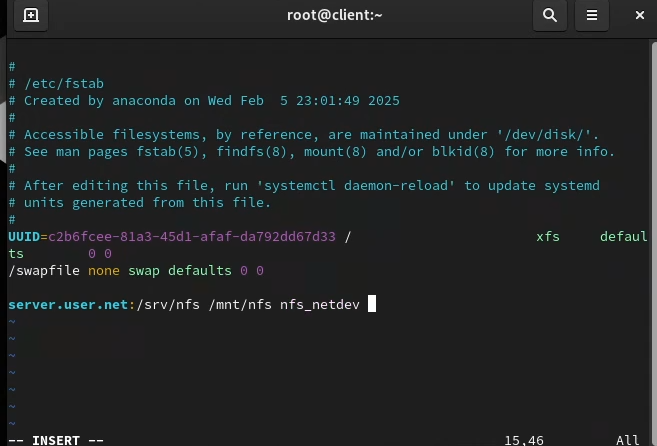 root@client:~
#
# /etc/fstab
# Created by anaconda on Wed Feb  5 23:01:49 2025
#
# Accessible filesystems, by reference, are maintained under '/dev/disk/'.
# See man pages fstab(5), findfs(8), mount(8) and/or blkid(8) for more info.
#
# After editing this file, run 'systemctl daemon-reload' to update systemd
# units generated from this file.
#
UUID=c2b6fcee-81a3-45d1-afaf-da792dd67d33 /                       xfs     defaul
ts        0 0
/swapfile none swap defaults 0 0
server.user.net:/srv/nfs /mnt/nfs nfs_netdev
~
~
~
~
~
~
~
-- INSERT --                                                  15,46         All